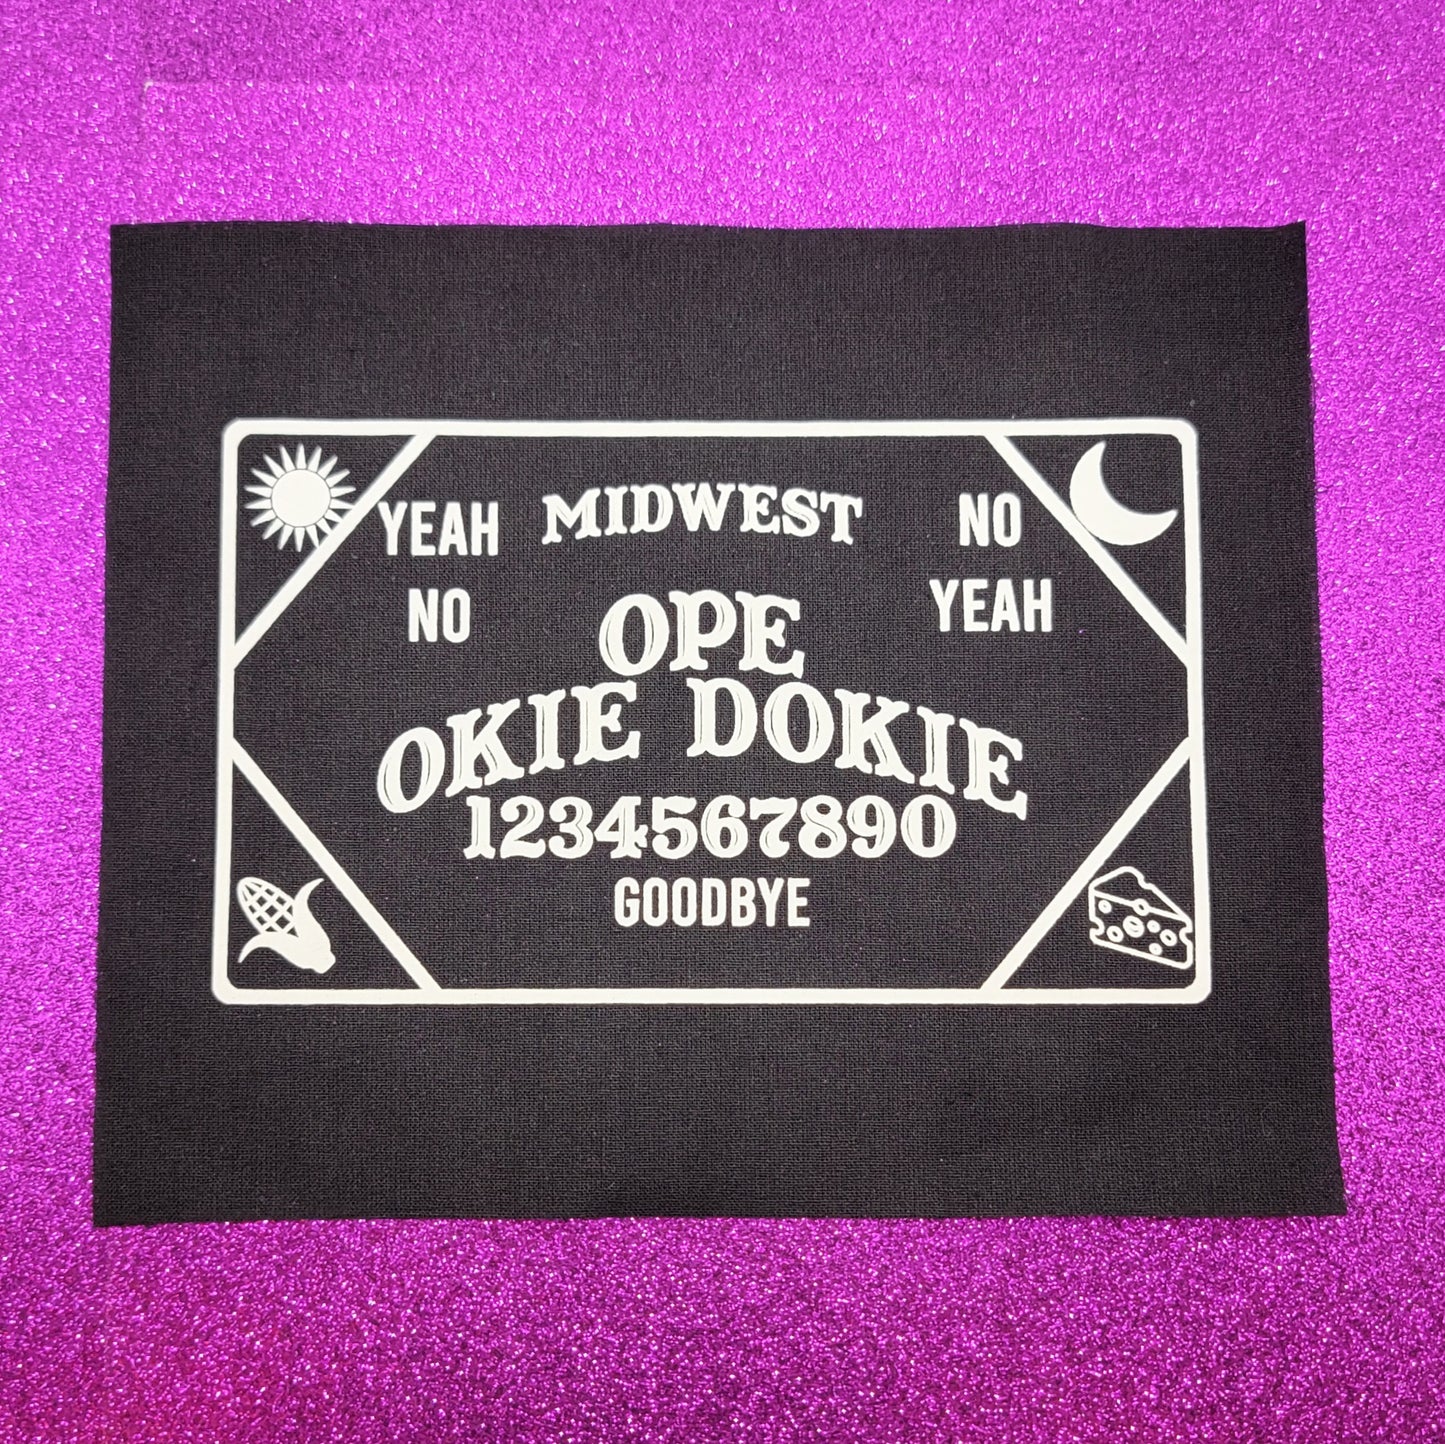 YEAH
NO
MIDWEST
NO
YEAH
OPE
OKIE DOKIE
1234567890
GOODBYE